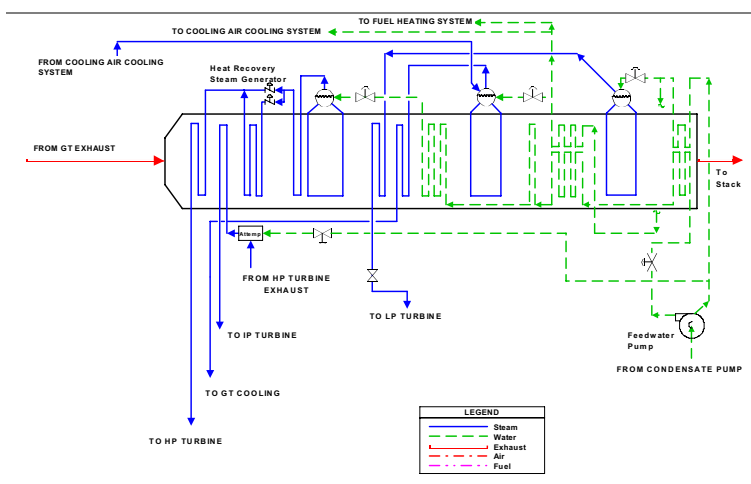 TO FUEL HEATING SYSTEM
TO COOLING AIR COOLING SYSTEM
FROM COOLING AIR COOLING
SYSTEM
Heat Recovery
Steam Generator
FROM GT EXHAUST
To
Stack
Attemp
FROM HP TURBINE
EXHAUST
TO LP TURBINE
TO IP TURBINE
Feedwater
Pump
FROM CONDENSATE PUMP
TO GT COOLING
TO HP TURBINE
LEGEND
Steam
Water
Exhaust
Air
Fuel